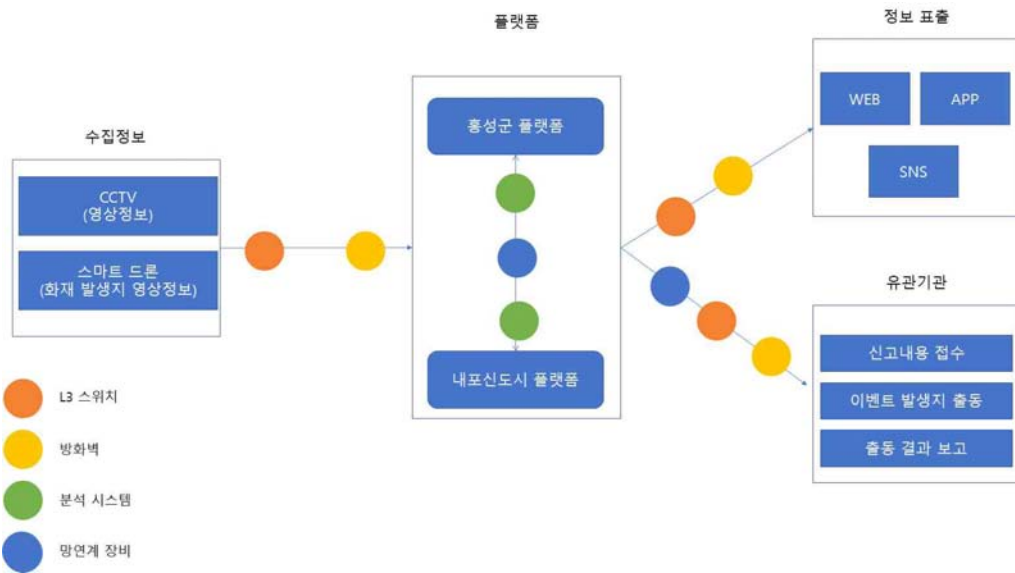 수집정보
CCTV
(영상정보)
스마트 드론
(화재 발생지 영상정보)
플랫폼
홍성군 플랫폼
내포신도시 플랫폼
정보 표출
WEB
APP
SNS
유관기관
신고내용 접수
이벤트 발생지 출동
출동 결과 보고
L3 스위치
방화벽
분석 시스템
망연계 장비